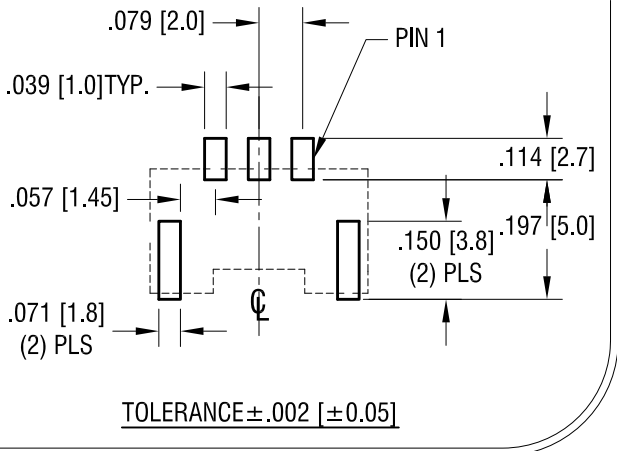 .079 [2.0]
PIN 1
.039 [1.0]TYP.
.114 [2.7]
.057 [1.45]
.197 [5.0]
.150 [3.8]
(2) PLS
.071 [1.8]
(2) PLS
℄
TOLERANCE±.002 [±0.05]